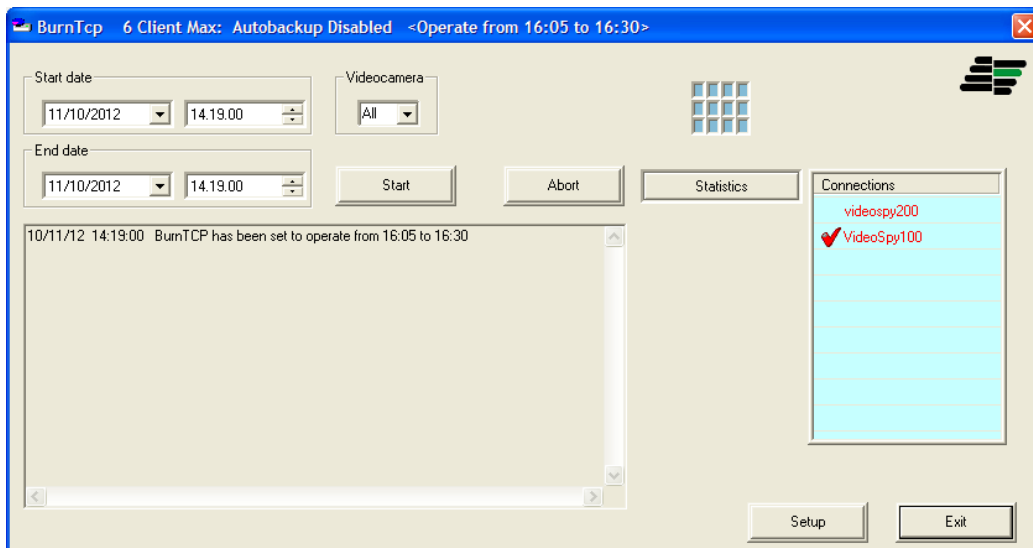 BurnTcp 6 Client Max: Autobackup Disabled <Operate from 16:05 to 16:30>
Start date
11/10/2012 14.19.00
Videocamera
All
End date
11/10/2012 14.19.00
Start
Abort
Statistics
Connections
videospy200
VideoSpy100
10/11/12 14:19:00 BurnTCP has been set to operate from 16:05 to 16:30
Setup
Exit